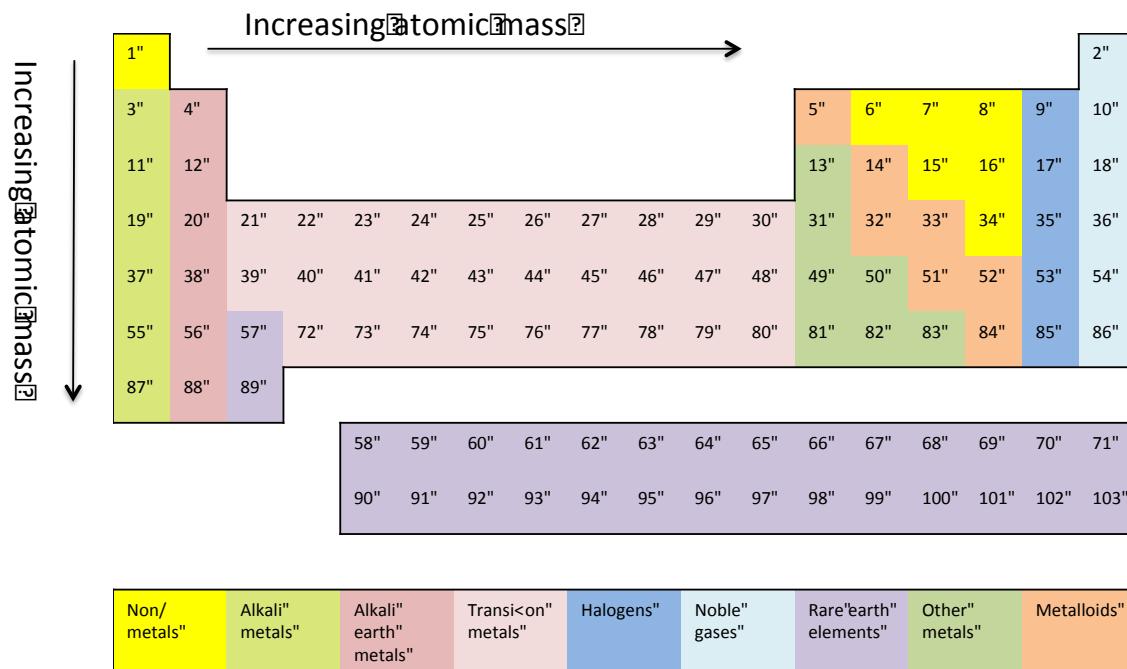 Increasing�atomic�mass�
Increasing�atomic�mass�
1" 2"
3" 4" 5" 6" 7" 8" 9" 10"
11" 12" 13" 14" 15" 16" 17" 18"
19" 20" 21" 22" 23" 24" 25" 26" 27" 28" 29" 30" 31" 32" 33" 34" 35" 36"
37" 38" 39" 40" 41" 42" 43" 44" 45" 46" 47" 48" 49" 50" 51" 52" 53" 54"
55" 56" 57" 72" 73" 74" 75" 76" 77" 78" 79" 80" 81" 82" 83" 84" 85" 86"
87" 88" 89"
58" 59" 60" 61" 62" 63" 64" 65" 66" 67" 68" 69" 70" 71"
90" 91" 92" 93" 94" 95" 96" 97" 98" 99" 100" 101" 102" 103"
Non/
metals"
Alkali"
metals"
Alkali"
earth"
metals"
Transi<on"
metals"
Halogens"
Noble"
gases"
Rare"earth"
elements"
Other"
metals"
Metalloids"